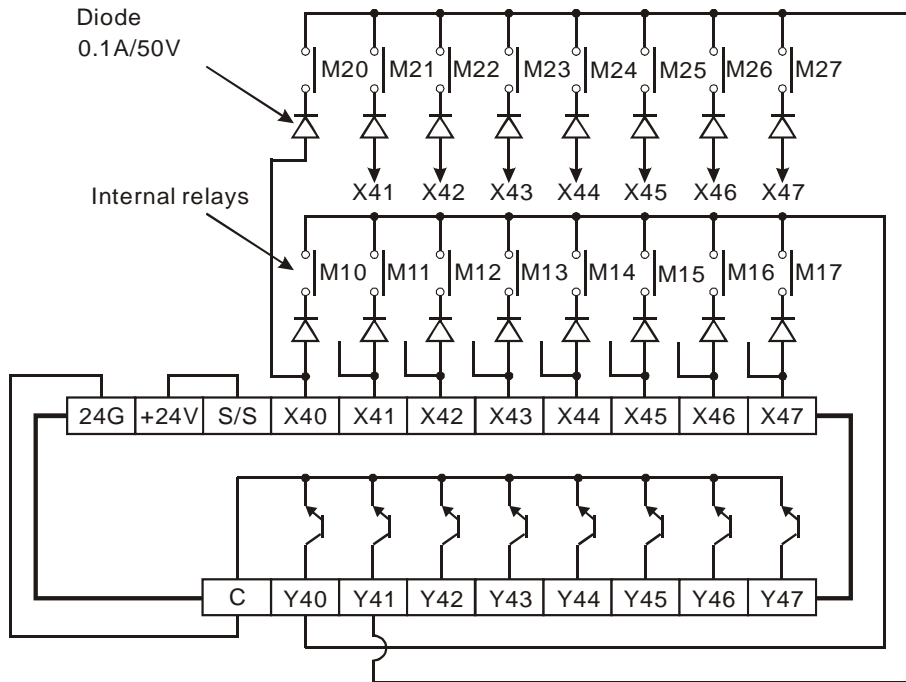 Diode
0.1A/50V
M20 M21 M22 M23 M24 M25 M26 M27
X41 X42 X43 X44 X45 X46 X47
Internal relays
M10 M11 M12 M13 M14 M15 M16 M17
24G +24V S/S X40 X41 X42 X43 X44 X45 X46 X47
C Y40 Y41 Y42 Y43 Y44 Y45 Y46 Y47